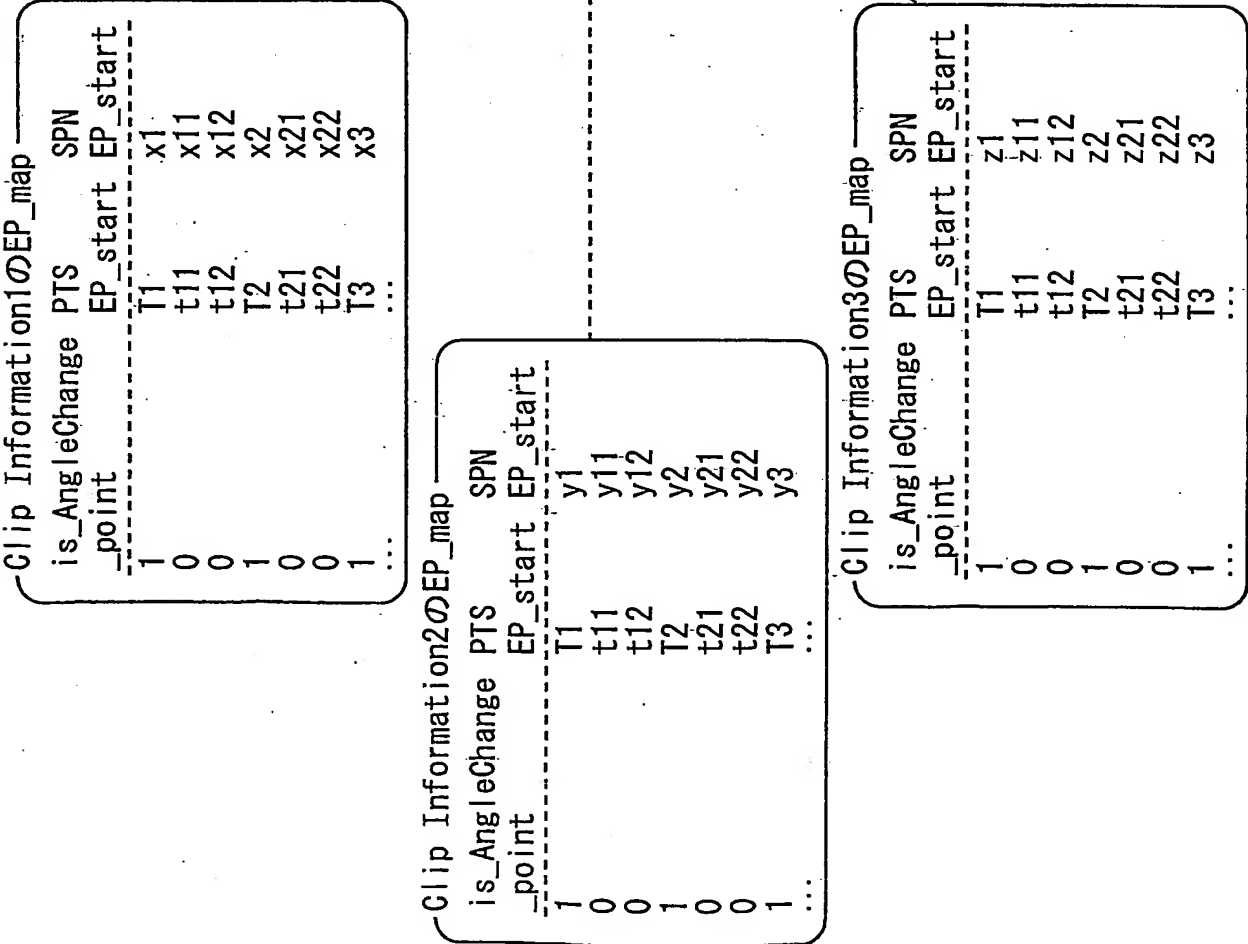 Clip Information1のEP_map
is_AngleChange PTS SPN
_point EP_start EP_start
1 T1 x1
0 t11 x11
0 t12 x12
1 T2 x2
0 t21 x21
0 t22 x22
1 T3 x3
... ...
Clip Information2のEP_map
is_AngleChange PTS SPN
_point EP_start EP_start
1 T1 y1
0 t11 y11
0 t12 y12
1 T2 y2
0 t21 y21
0 t22 y22
1 T3 y3
... ...
Clip Information3のEP_map
is_AngleChange PTS SPN
_point EP_start EP_start
1 T1 z1
0 t11 z11
0 t12 z12
1 T2 z2
0 t21 z21
0 t22 z22
1 T3 z3
... ...